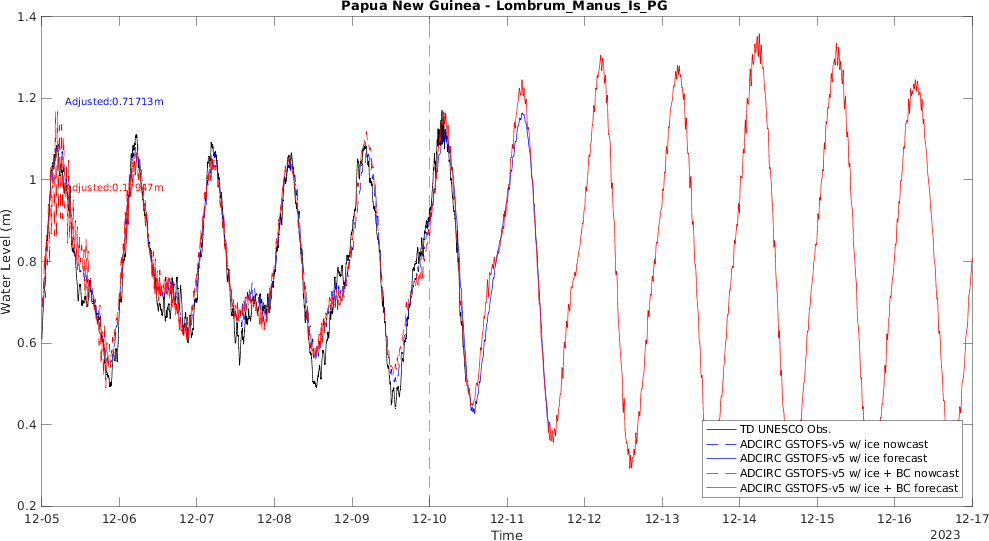 Papua New Guinea - Lombrum_Manus_Is_PG
1.4
1.2
1
0.8
0.6
0.4
0.2
Water Level (m)
Adjusted:0.71713m
Adjusted:0.17947m
TD UNESCO Obs.
ADCIRC GSTOFS-v5 w/ ice nowcast
ADCIRC GSTOFS-v5 w/ ice forecast
ADCIRC GSTOFS-v5 w/ ice + BC nowcast
ADCIRC GSTOFS-v5 w/ ice + BC forecast
12-05 12-06 12-07 12-08 12-09 12-10 12-11 12-12 12-13 12-14 12-15 12-16 12-17
Time
2023